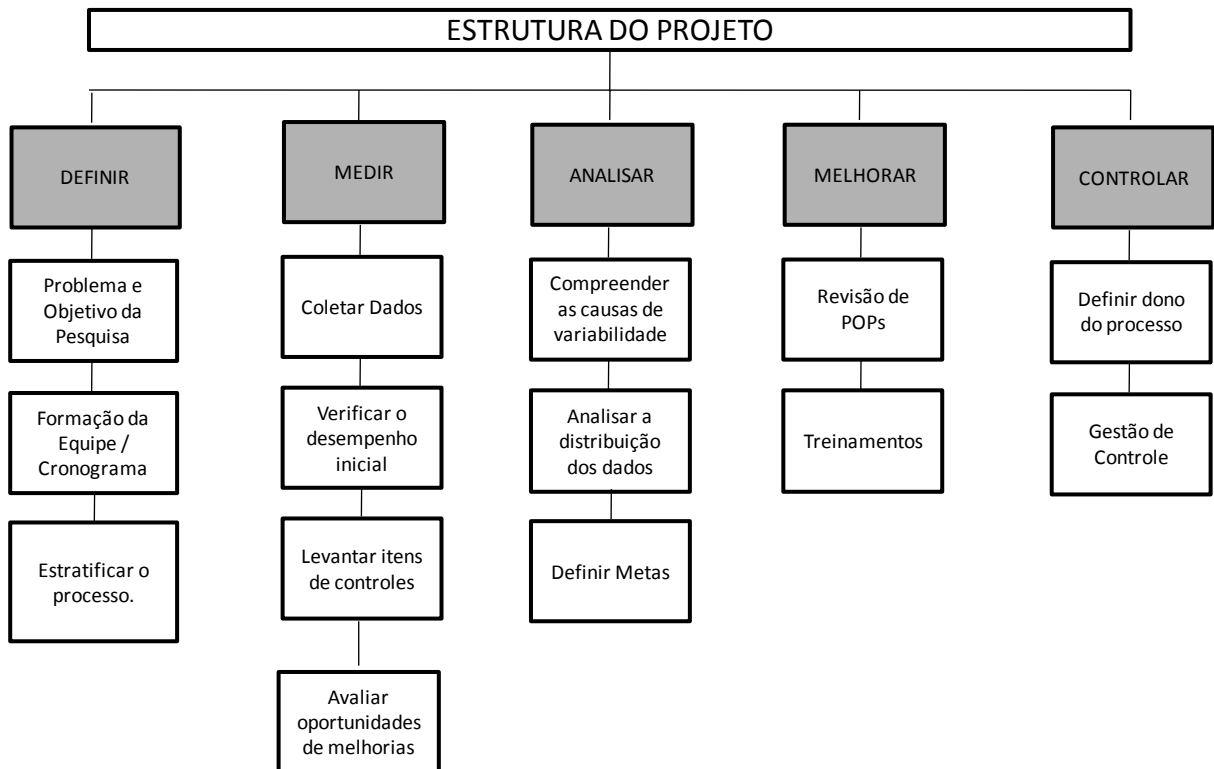 ESTRUTURA DO PROJETO
DEFINIR
Problema e
Objetivo da
Pesquisa
Formação da
Equipe /
Cronograma
Estratificar o
processo.
MEDIR
Coletar Dados
Verificar o
desempenho
inicial
Levantar itens
de controles
Avaliar
oportunidades
de melhorias
ANALISAR
Compreender
as causas de
variabilidade
Analisar a
distribuição
dos dados
Definir Metas
MELHORAR
Revisão de
POPs
Treinamentos
CONTROLAR
Definir dono
do processo
Gestão de
Controle